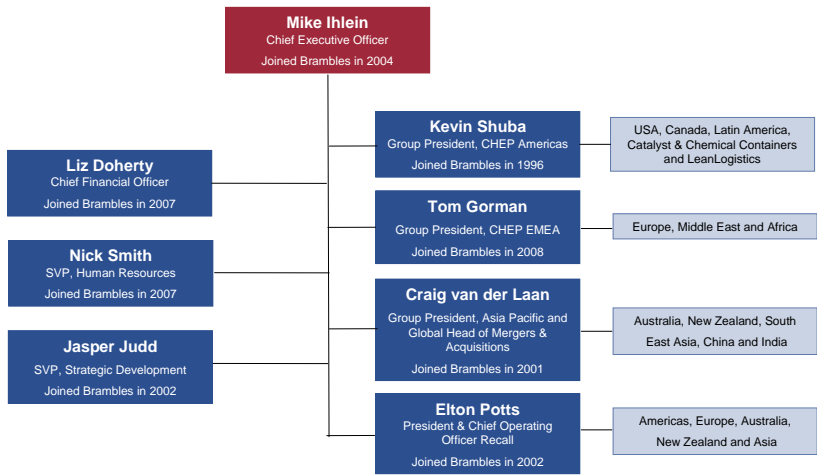 Mike Ihlein
Chief Executive Officer
Joined Brambles in 2004
Kevin Shuba
Group President, CHEP Americas
Joined Brambles in 1996
USA, Canada, Latin America,
Catalyst & Chemical Containers
and LeanLogistics
Liz Doherty
Chief Financial Officer
Joined Brambles in 2007
Tom Gorman
Group President, CHEP EMEA
Joined Brambles in 2008
Europe, Middle East and Africa
Nick Smith
SVP, Human Resources
Joined Brambles in 2007
Craig van der Laan
Group President, Asia Pacific and
Global Head of Mergers &
Acquisitions
Joined Brambles in 2001
Australia, New Zealand, South
East Asia, China and India
Jasper Judd
SVP, Strategic Development
Joined Brambles in 2002
Elton Potts
President & Chief Operating
Officer Recall
Joined Brambles in 2002
Americas, Europe, Australia,
New Zealand and Asia